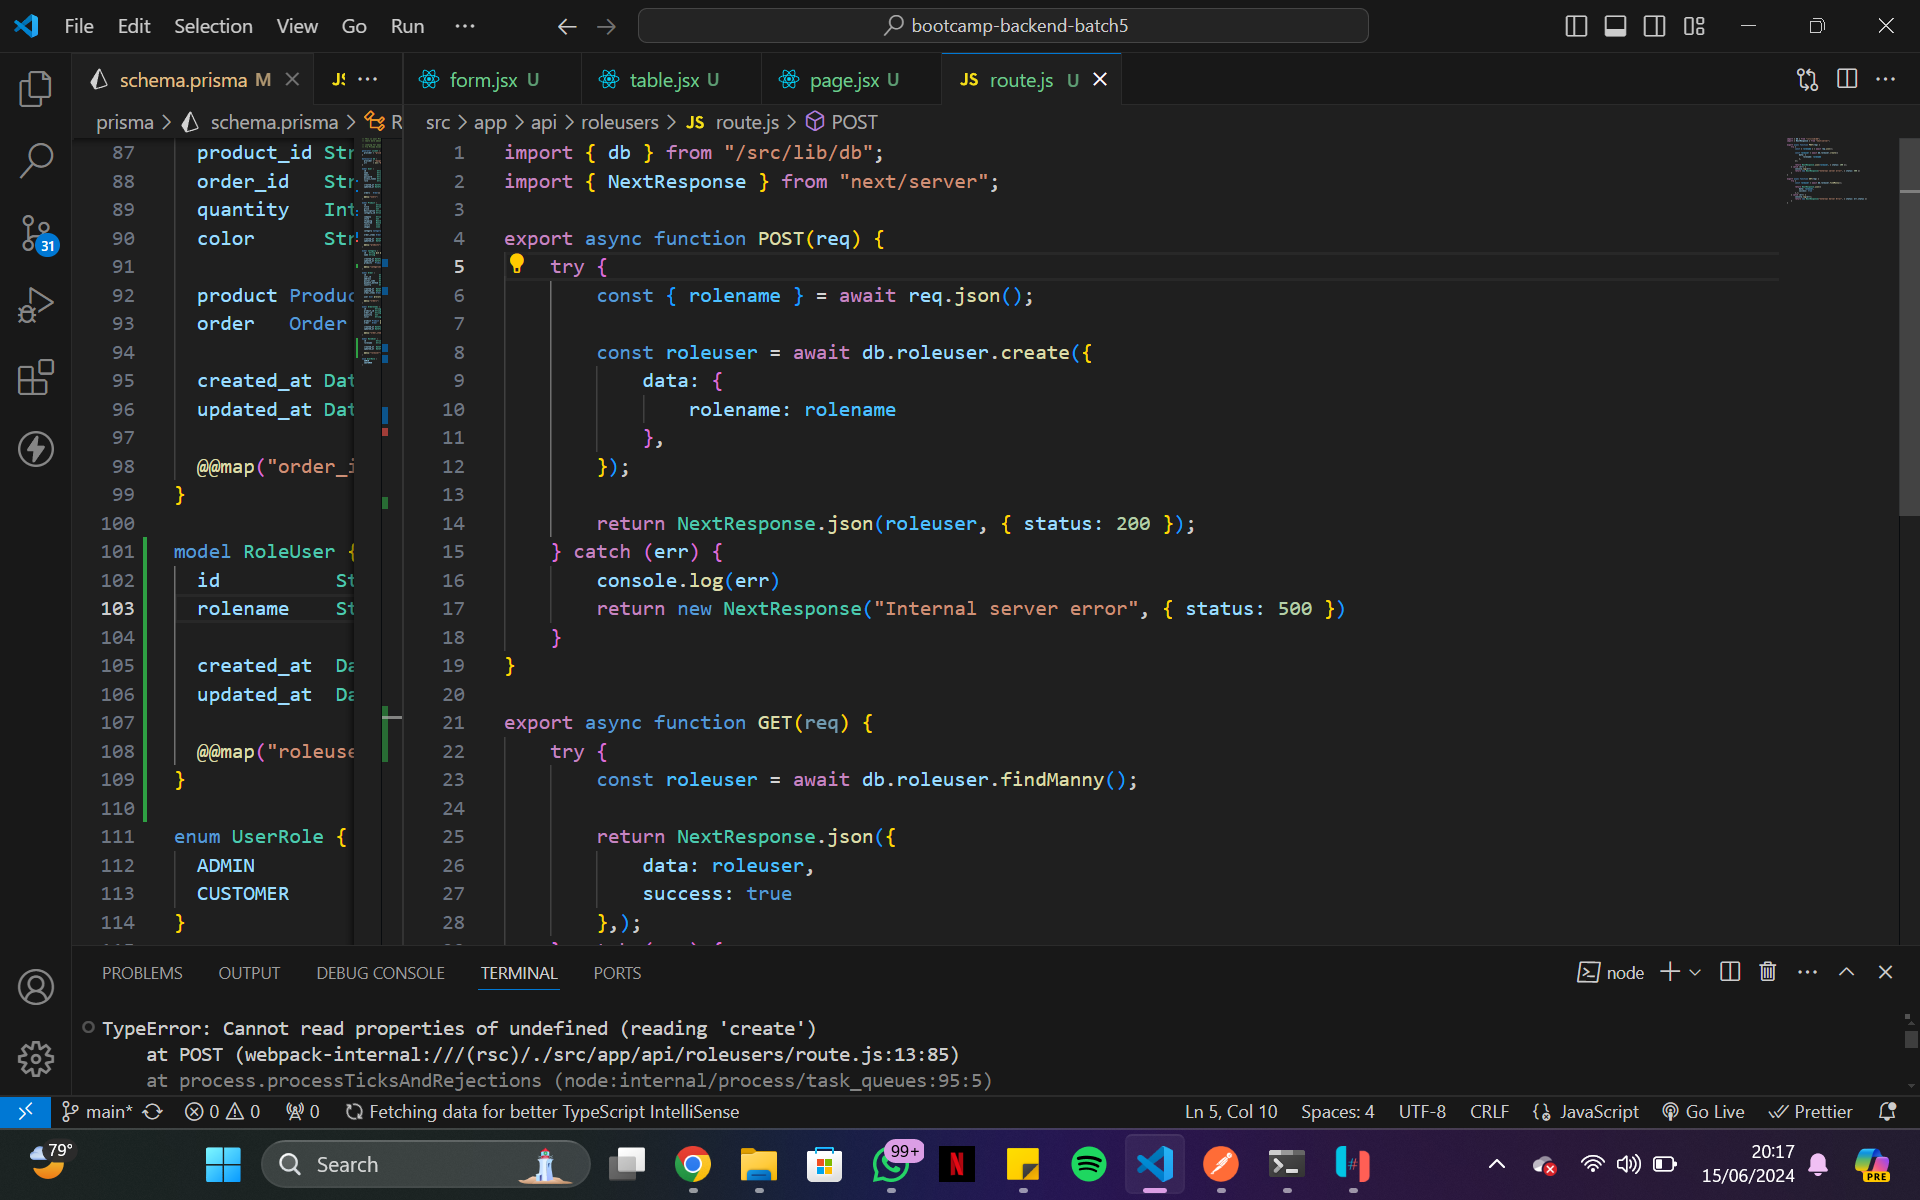 File Edit Selection View Go Run ··· bootcamp-backend-batch5
schema.prisma M JS ···
form.jsx U table.jsx U page.jsx U JS route.js U
prisma > schema.prisma > R
src > app > api > roleusers > JS route.js > POST
87 product_id Str
88 order_id Str
89 quantity Int
90 color Str
91
92 product Produc
93 order Order
94
95 created_at Dat
96 updated_at Dat
97
98 @@map("order_i
99 }
100
101 model RoleUser {
102 id St
103 rolename St
104
105 created_at Da
106 updated_at Da
107
108 @@map("roleuse
109 }
110
111 enum UserRole {
112 ADMIN
113 CUSTOMER
114 }
1 import { db } from "/src/lib/db";
2 import { NextResponse } from "next/server";
3
4 export async function POST(req) {
5 try {
6 const { rolename } = await req.json();
7
8 const roleuser = await db.roleuser.create({
9 data: {
10 rolename: rolename
11 },
12 });
13
14 return NextResponse.json(roleuser, { status: 200 });
15 } catch (err) {
16 console.log(err)
17 return new NextResponse("Internal server error", { status: 500 })
18 }
19 }
20
21 export async function GET(req) {
22 try {
23 const roleuser = await db.roleuser.findManny();
24
25 return NextResponse.json({
26 data: roleuser,
27 success: true
28 },);
31
PROBLEMS OUTPUT DEBUG CONSOLE TERMINAL PORTS node
TypeError: Cannot read properties of undefined (reading 'create')
at POST (webpack-internal:///(rsc)/./src/app/api/roleusers/route.js:13:85)
at process.processTicksAndRejections (node:internal/process/task_queues:95:5)
main* 0 0 0 Fetching data for better TypeScript IntelliSense Ln 5, Col 10 Spaces: 4 UTF-8 CRLF JavaScript Go Live Prettier
79° Search 99+ N 20:17
15/06/2024 PRE